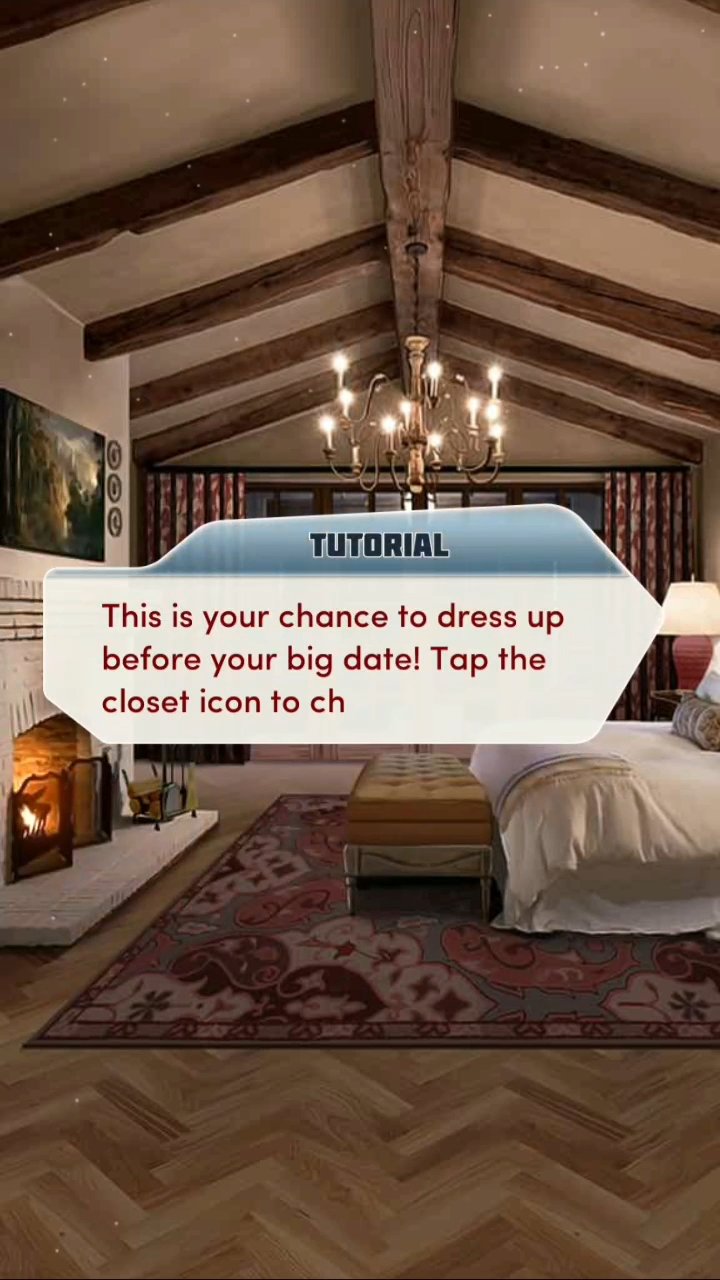 TUTORIAL
This is your chance to dress up
before your big date! Tap the
closet icon to ch